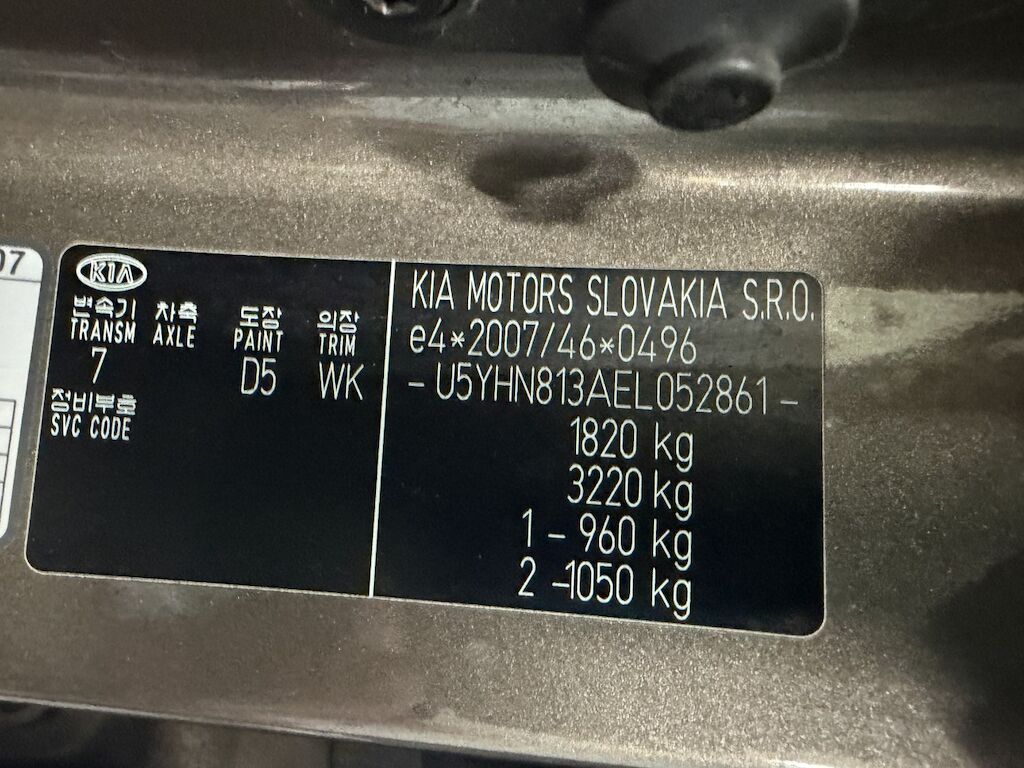 07
KIA
변속기 차축 도장 의장
TRANSM AXLE PAINT TRIM
7 D5 WK
정비부호
SVC CODE
KIA MOTORS SLOVAKIA S.R.O.
e4*2007/46*0496
- U5YHN813AEL052861 -
1820 kg
3220 kg
1 - 960 kg
2 -1050 kg